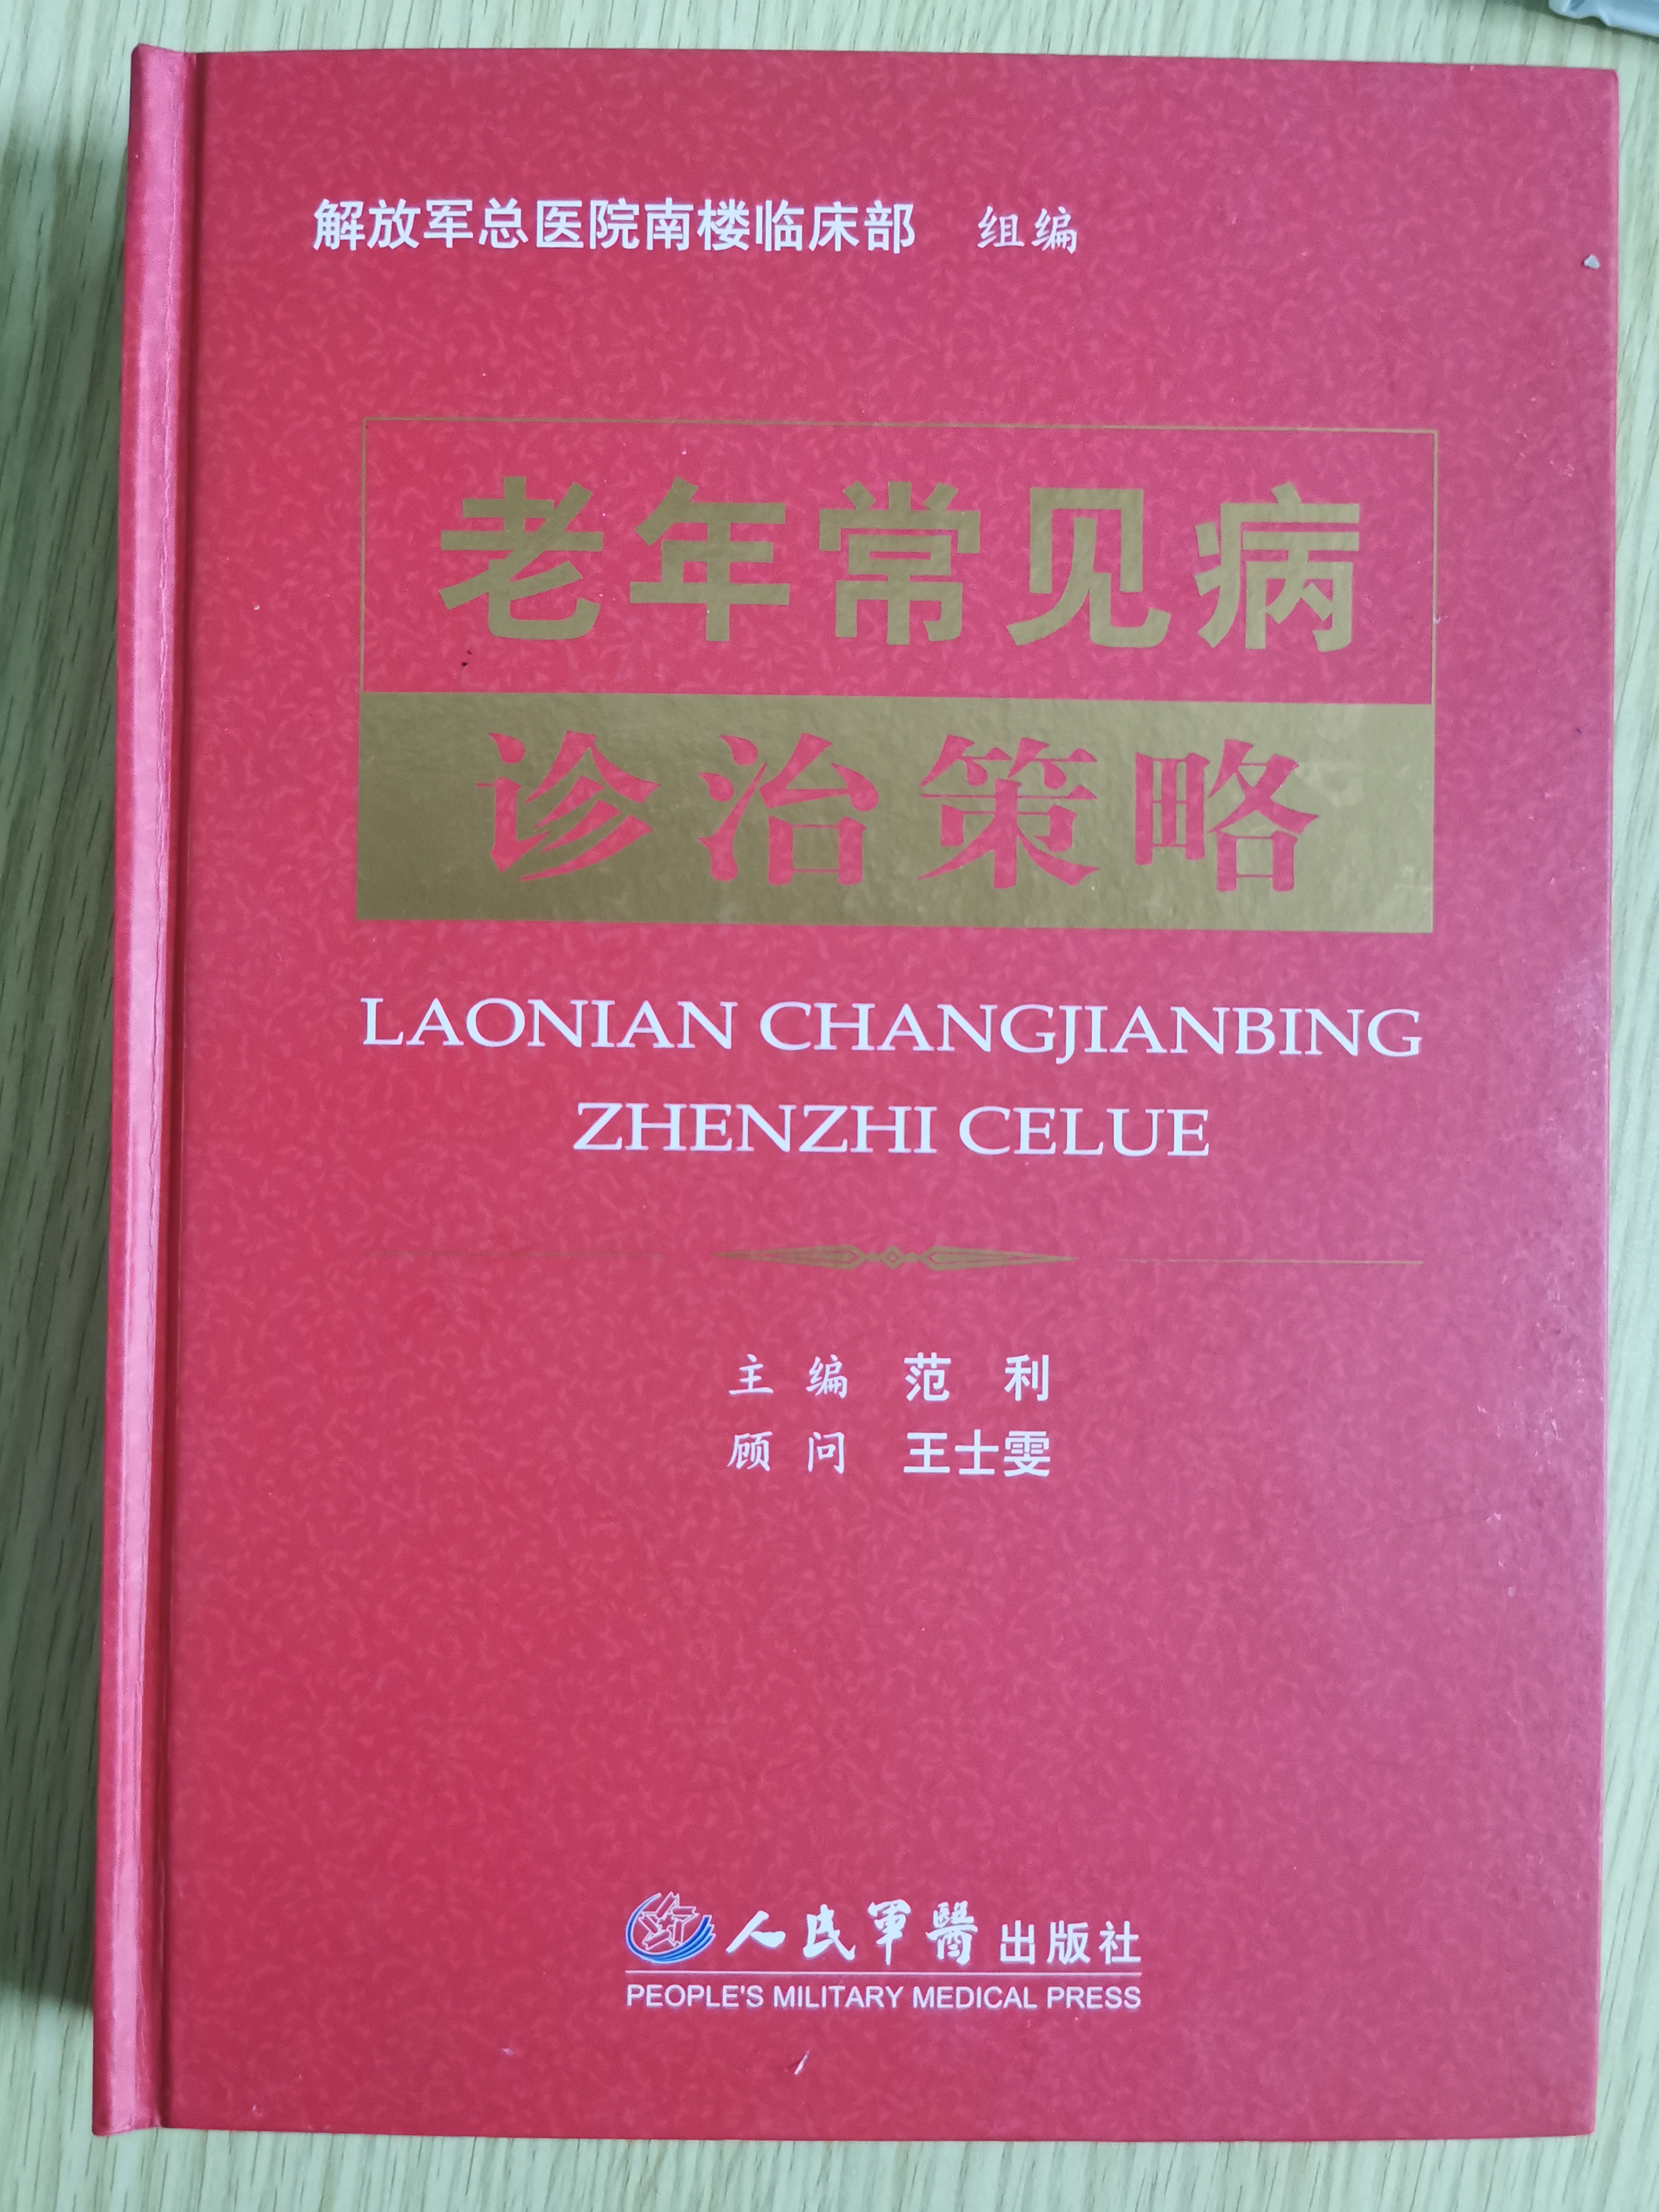 解放军总医院南楼临床部 组编
老年常见病
诊治策略
LAONIAN CHANGJIANBING
ZHENZHI CELUE
主编 范利
顾问 王士雯
人民军醫出版社
PEOPLE'S MILITARY MEDICAL PRESS